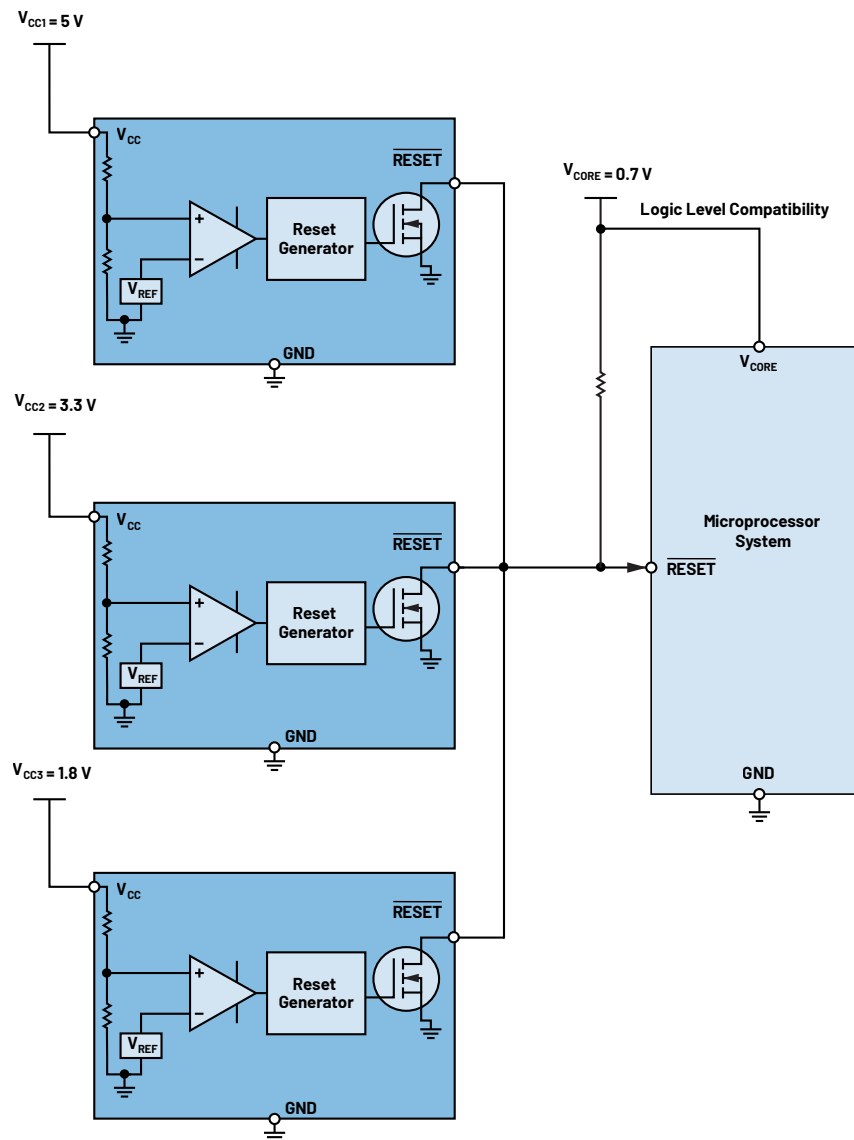 VCC1 = 5 V
VCC
RESET
+
−
Reset
Generator
VREF
GND
VCORE = 0.7 V
Logic Level Compatibility
VCORE
Microprocessor
System
RESET
GND
VCC2 = 3.3 V
VCC
RESET
+
−
Reset
Generator
VREF
GND
VCC3 = 1.8 V
VCC
RESET
+
−
Reset
Generator
VREF
GND